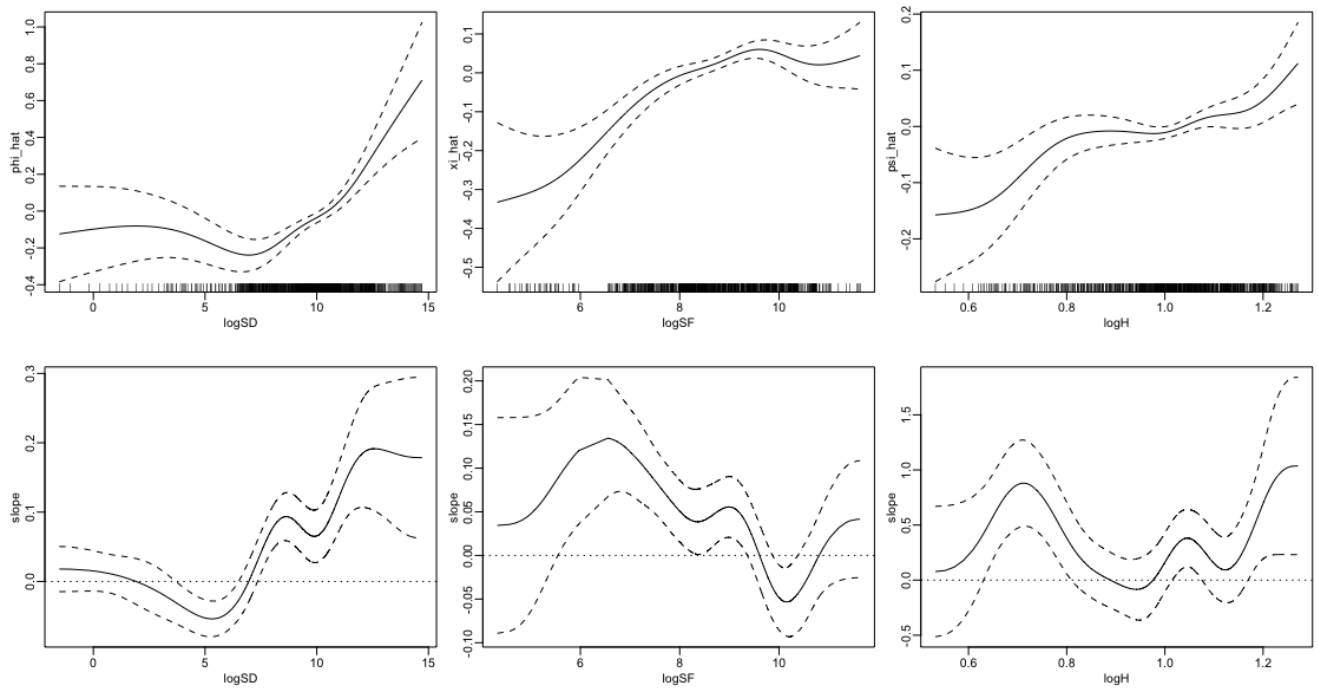 phi_hat
-0.4 -0.2 0.0 0.2 0.4 0.6 0.8 1.0
0 5 10 15
logSD
xi_hat
-0.5 -0.4 -0.3 -0.2 -0.1 0.0 0.1
6 8 10
logSF
psi_hat
-0.2 -0.1 0.0 0.1 0.2
0.6 0.8 1.0 1.2
logH
slope
0.0 0.1 0.2 0.3
0 5 10 15
logSD
slope
-0.10 -0.05 0.00 0.05 0.10 0.15 0.20
6 8 10
logSF
slope
-0.5 0.0 0.5 1.0 1.5
0.6 0.8 1.0 1.2
logH